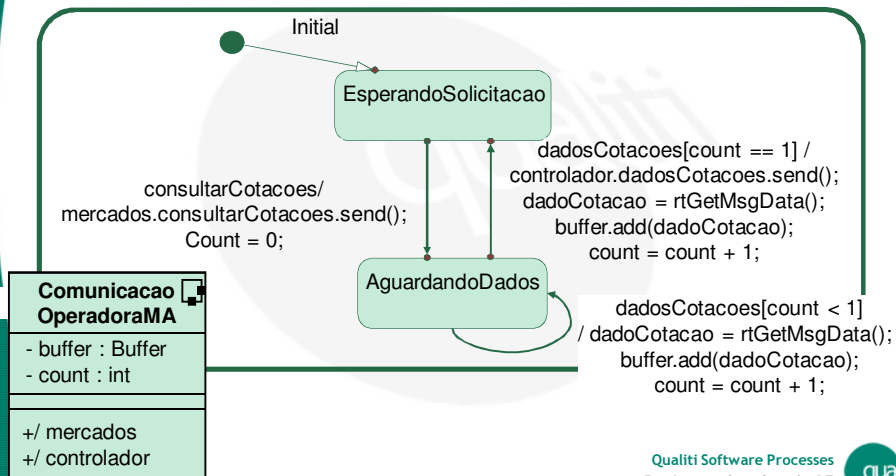 Initial
EsperandoSolicitacao
consultarCotacoes/
mercados.consultarCotacoes.send();
Count = 0;
dadosCotacoes[count == 1] /
controlador.dadosCotacoes.send();
dadoCotacao = rtGetMsgData();
buffer.add(dadoCotacao);
count = count + 1;
AguardandoDados
dadosCotacoes[count < 1]
/ dadoCotacao = rtGetMsgData();
buffer.add(dadoCotacao);
count = count + 1;
Comunicacao
OperadoraMA
- buffer : Buffer
- count : int
+/ mercados
+/ controlador
Qualiti Software Processes